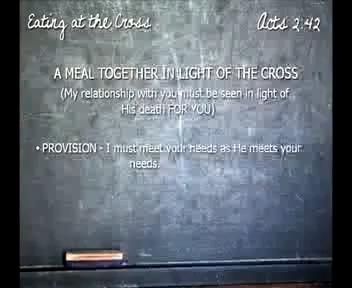 Eating at the Cross
Acts 2:42
A MEAL TOGETHER IN LIGHT OF THE CROSS
(My relationship with you must be seen in light of
His death FOR YOU)
• PROVISION - I must meet your needs as He meets your
needs.